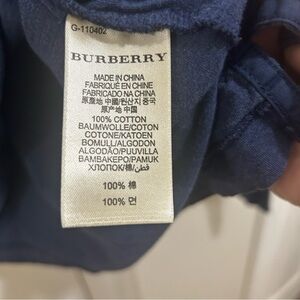 G-110402
BURBERRY
MADE IN CHINA
FABRIQUÉ EN CHINE
FABRICADO NA CHINA
原產地 中國/원산지 중국
原产地 中国
100% COTTON
BAUMWOLLE/COTON
COTONE/KATOEN
BOMULL/ALGODÓN
ALGODÃO/PUUVILLA
ΒΑΜΒΑΚΕΡΟ/PAMUK
ХЛОПОК/棉/قطن
100% 棉
100% 면